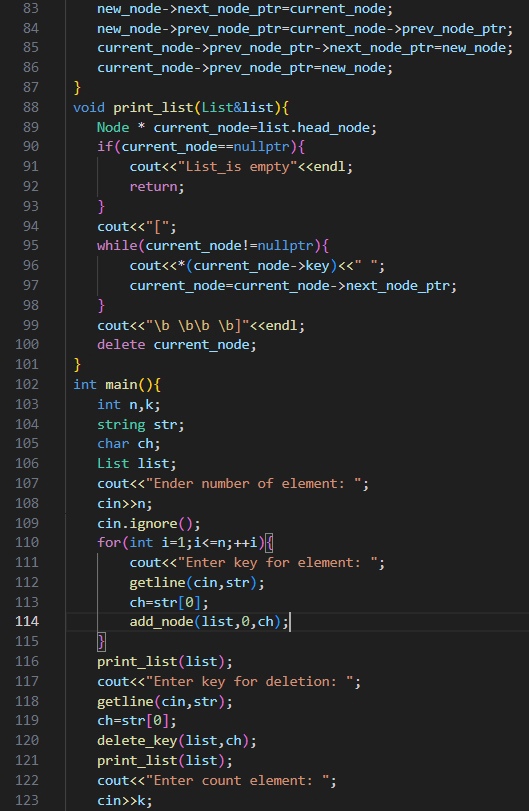 83 new_node->next_node_ptr=current_node;
84 new_node->prev_node_ptr=current_node->prev_node_ptr;
85 current_node->prev_node_ptr->next_node_ptr=new_node;
86 current_node->prev_node_ptr=new_node;
87 }
88 void print_list(List&list){
89 Node * current_node=list.head_node;
90 if(current_node==nullptr){
91 cout<<"List_is empty"<<endl;
92 return;
93 }
94 cout<<"[";
95 while(current_node!=nullptr){
96 cout<<*(current_node->key)<<" ";
97 current_node=current_node->next_node_ptr;
98 }
99 cout<<"\b \b\b \b]"<<endl;
100 delete current_node;
101 }
102 int main(){
103 int n,k;
104 string str;
105 char ch;
106 List list;
107 cout<<"Ender number of element: ";
108 cin>>n;
109 cin.ignore();
110 for(int i=1;i<=n;++i){
111 cout<<"Enter key for element: ";
112 getline(cin,str);
113 ch=str[0];
114 add_node(list,0,ch);
115 }
116 print_list(list);
117 cout<<"Enter key for deletion: ";
118 getline(cin,str);
119 ch=str[0];
120 delete_key(list,ch);
121 print_list(list);
122 cout<<"Enter count element: ";
123 cin>>k;